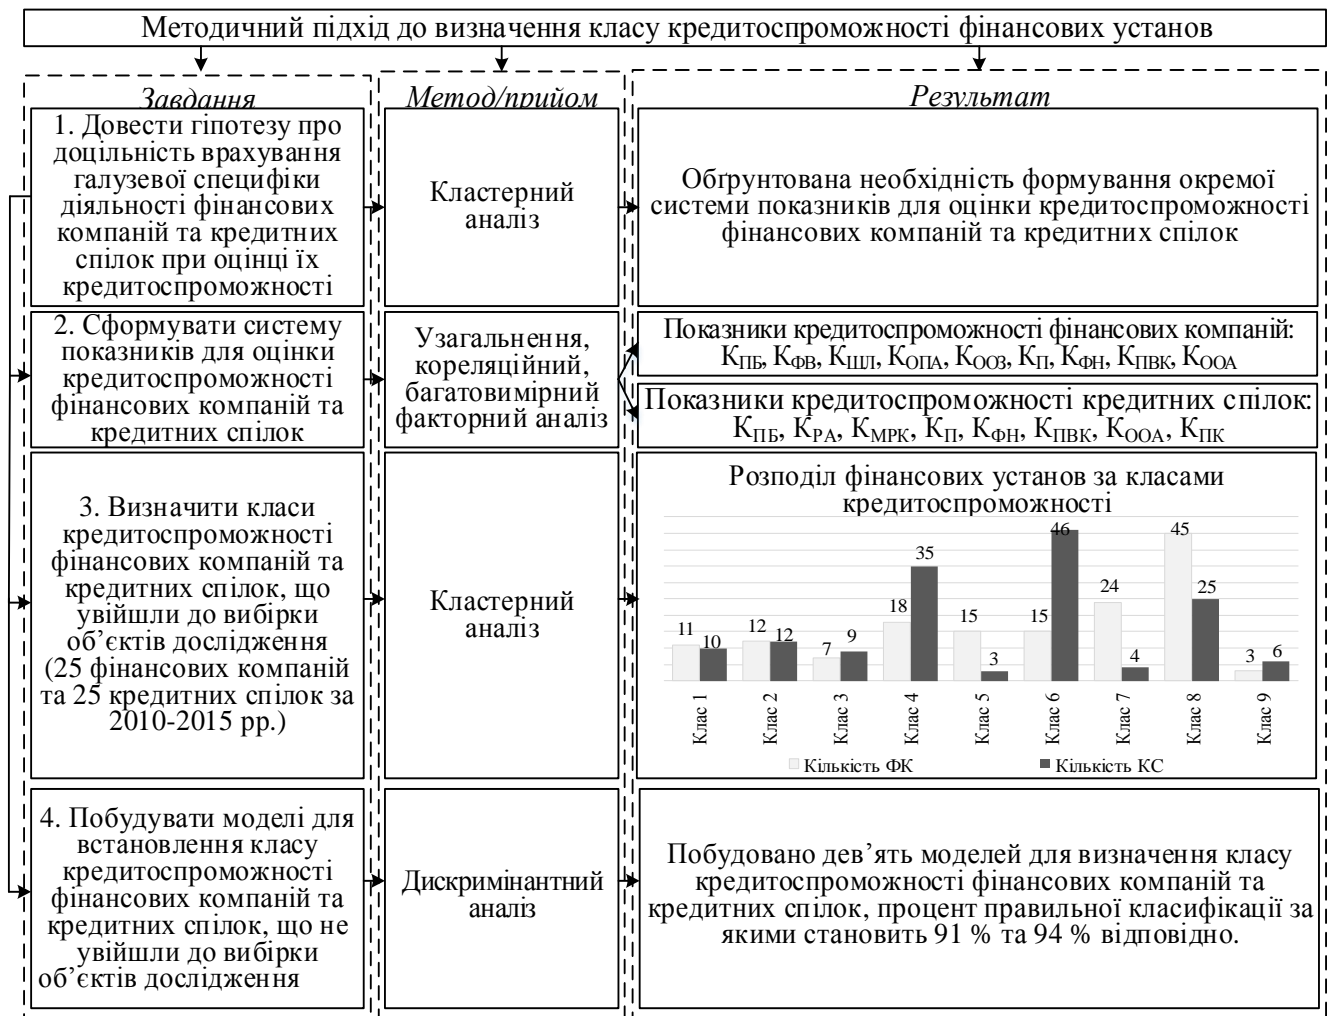 Методичний підхід до визначення класу кредитоспроможності фінансових установ
Завдання
Метод/прийом
Результат
1. Довести гіпотезу про
доцільність врахування
галузевої специфіки
діяльності фінансових
компаній та кредитних
спілок при оцінці їх
кредитоспроможності
Кластерний
аналіз
Обґрунтована необхідність формування окремої
системи показників для оцінки кредитоспроможності
фінансових компаній та кредитних спілок
2. Сформувати систему
показників для оцінки
кредитоспроможності
фінансових компаній та
кредитних спілок
Узагальнення,
кореляційний,
багатовимірний
факторний аналіз
Показники кредитоспроможності фінансових компаній:
КПБ, КФВ, КШЛ, КОПА, КООЗ, КП, КФН, КПВК, КООА
Показники кредитоспроможності кредитних спілок:
КПБ, КРА, КМРК, КП, КФН, КПВК, КООА, КПК
3. Визначити класи
кредитоспроможності
фінансових компаній та
кредитних спілок, що
увійшли до вибірки
об’єктів дослідження
(25 фінансових компаній
та 25 кредитних спілок за
2010-2015 рр.)
Кластерний
аналіз
Розподіл фінансових установ за класами
кредитоспроможності
11 10 12 12 7 9 18 35 15 3 15 46 24 4 45 25 3 6
Клас 1 Клас 2 Клас 3 Клас 4 Клас 5 Клас 6 Клас 7 Клас 8 Клас 9
Кількість ФК Кількість КС
4. Побудувати моделі для
встановлення класу
кредитоспроможності
фінансових компаній та
кредитних спілок, що не
увійшли до вибірки
об’єктів дослідження
Дискримінантний
аналіз
Побудовано дев’ять моделей для визначення класу
кредитоспроможності фінансових компаній та
кредитних спілок, процент правильної класифікації за
якими становить 91 % та 94 % відповідно.